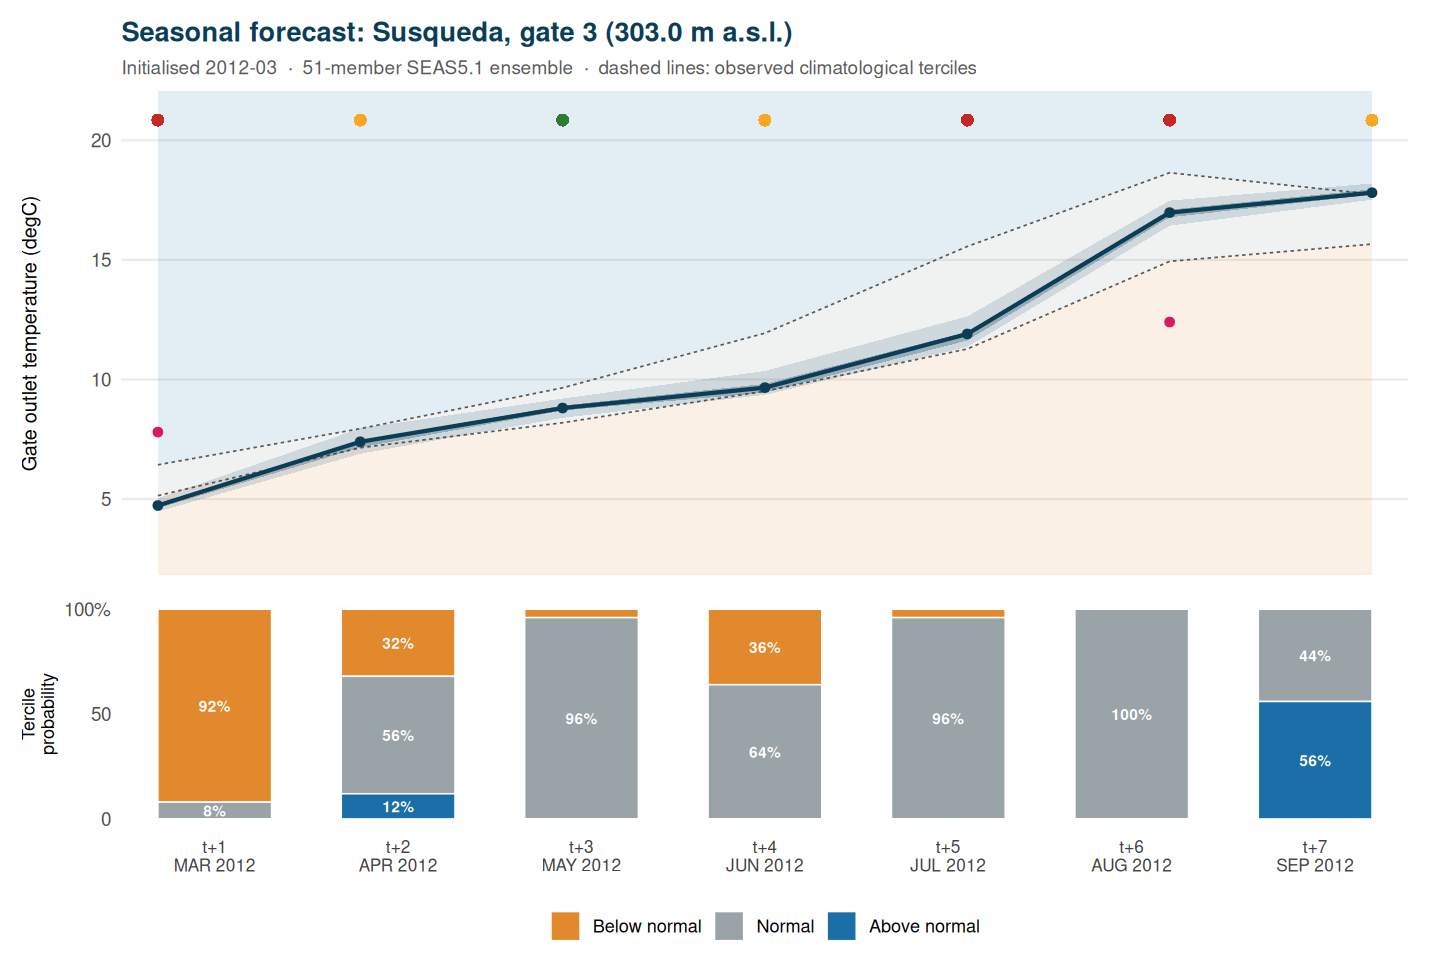 Seasonal forecast: Susqueda, gate 3 (303.0 m a.s.l.)
Initialised 2012-03 · 51-member SEAS5.1 ensemble · dashed lines: observed climatological terciles
Gate outlet temperature (degC)
20
15
10
5
Tercile
probability
100%
50
0
92%
8%
32%
56%
12%
96%
36%
64%
96%
100%
44%
56%
t+1
MAR 2012
t+2
APR 2012
t+3
MAY 2012
t+4
JUN 2012
t+5
JUL 2012
t+6
AUG 2012
t+7
SEP 2012
Below normal
Normal
Above normal